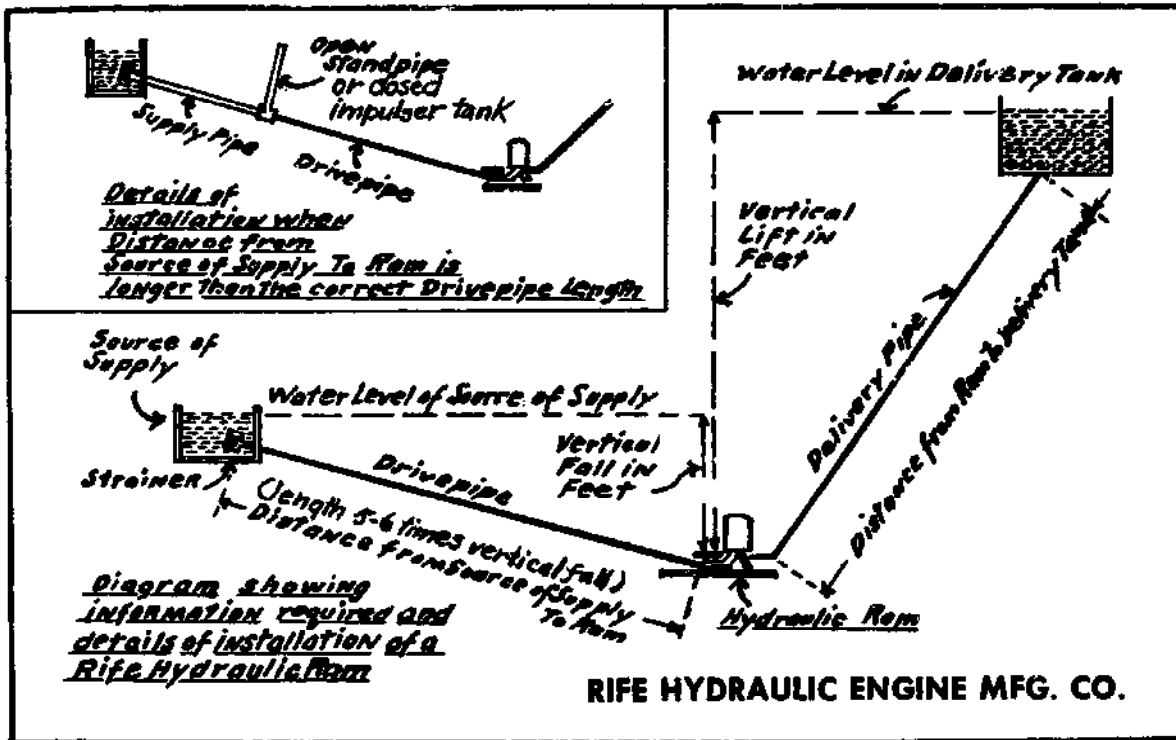 Open
standpipe
or closed
impulser tank
Supply Pipe
Drivepipe
Details of
installation when
Distance from
Source of Supply To Ram is
longer than the correct Drivepipe Length
Water Level in Delivery Tank
Vertical
Lift in
Feet
Delivery Pipe
Distance from Ram to Delivery Tank
Source of
Supply
Water Level of Source of Supply
Vertical
Fall in
Feet
Strainer
Drivepipe
(length 5-6 times vertical fall)
Distance from Source of Supply
To Ram
Hydraulic Ram
Diagram showing
information required and
details of installation of a
Rife Hydraulic Ram
RIFE HYDRAULIC ENGINE MFG. CO.